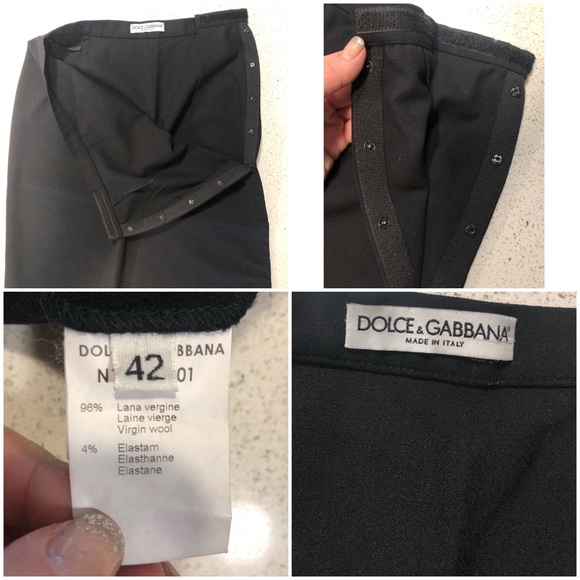 DOLCE & GABBANA
DOL BBANA
42
N 01
96% Lana vergine
Laine vierge
Virgin wool
4% Elastam
Elasthanne
Elastane
DOLCE & GABBANA®
MADE IN ITALY